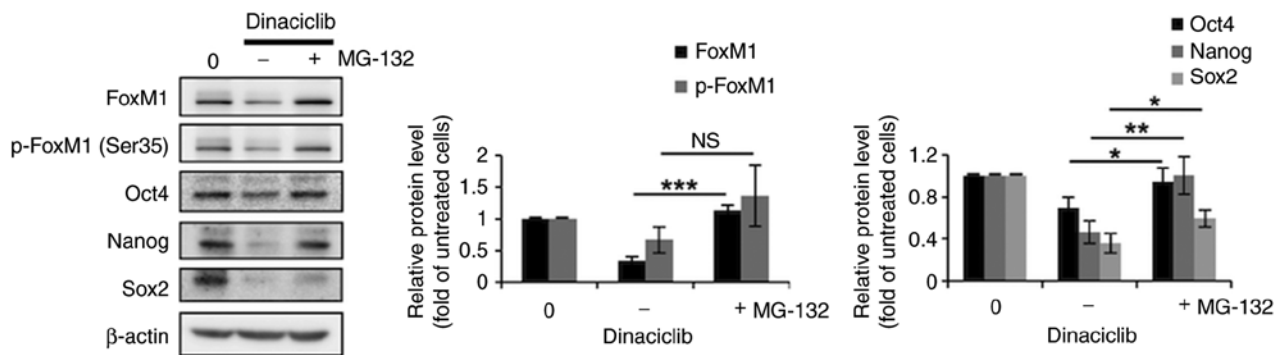 Dinaciclib
0 – + MG-132
FoxM1
p-FoxM1 (Ser35)
Oct4
Nanog
Sox2
β-actin
FoxM1
p-FoxM1
Relative protein level
(fold of untreated cells)
2
1.5
1
0.5
0
NS
***
0 – + MG-132
Dinaciclib
Oct4
Nanog
Sox2
Relative protein level
(fold of untreated cells)
1.2
0.8
0.4
0
*
**
*
0 – + MG-132
Dinaciclib